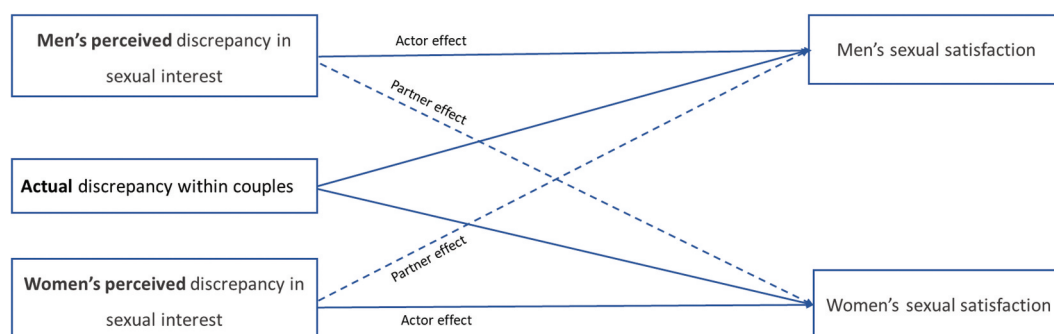 Men's perceived discrepancy in
sexual interest
Actor effect
Men's sexual satisfaction
Partner effect
Actual discrepancy within couples
Partner effect
Women's perceived discrepancy in
sexual interest
Actor effect
Women's sexual satisfaction